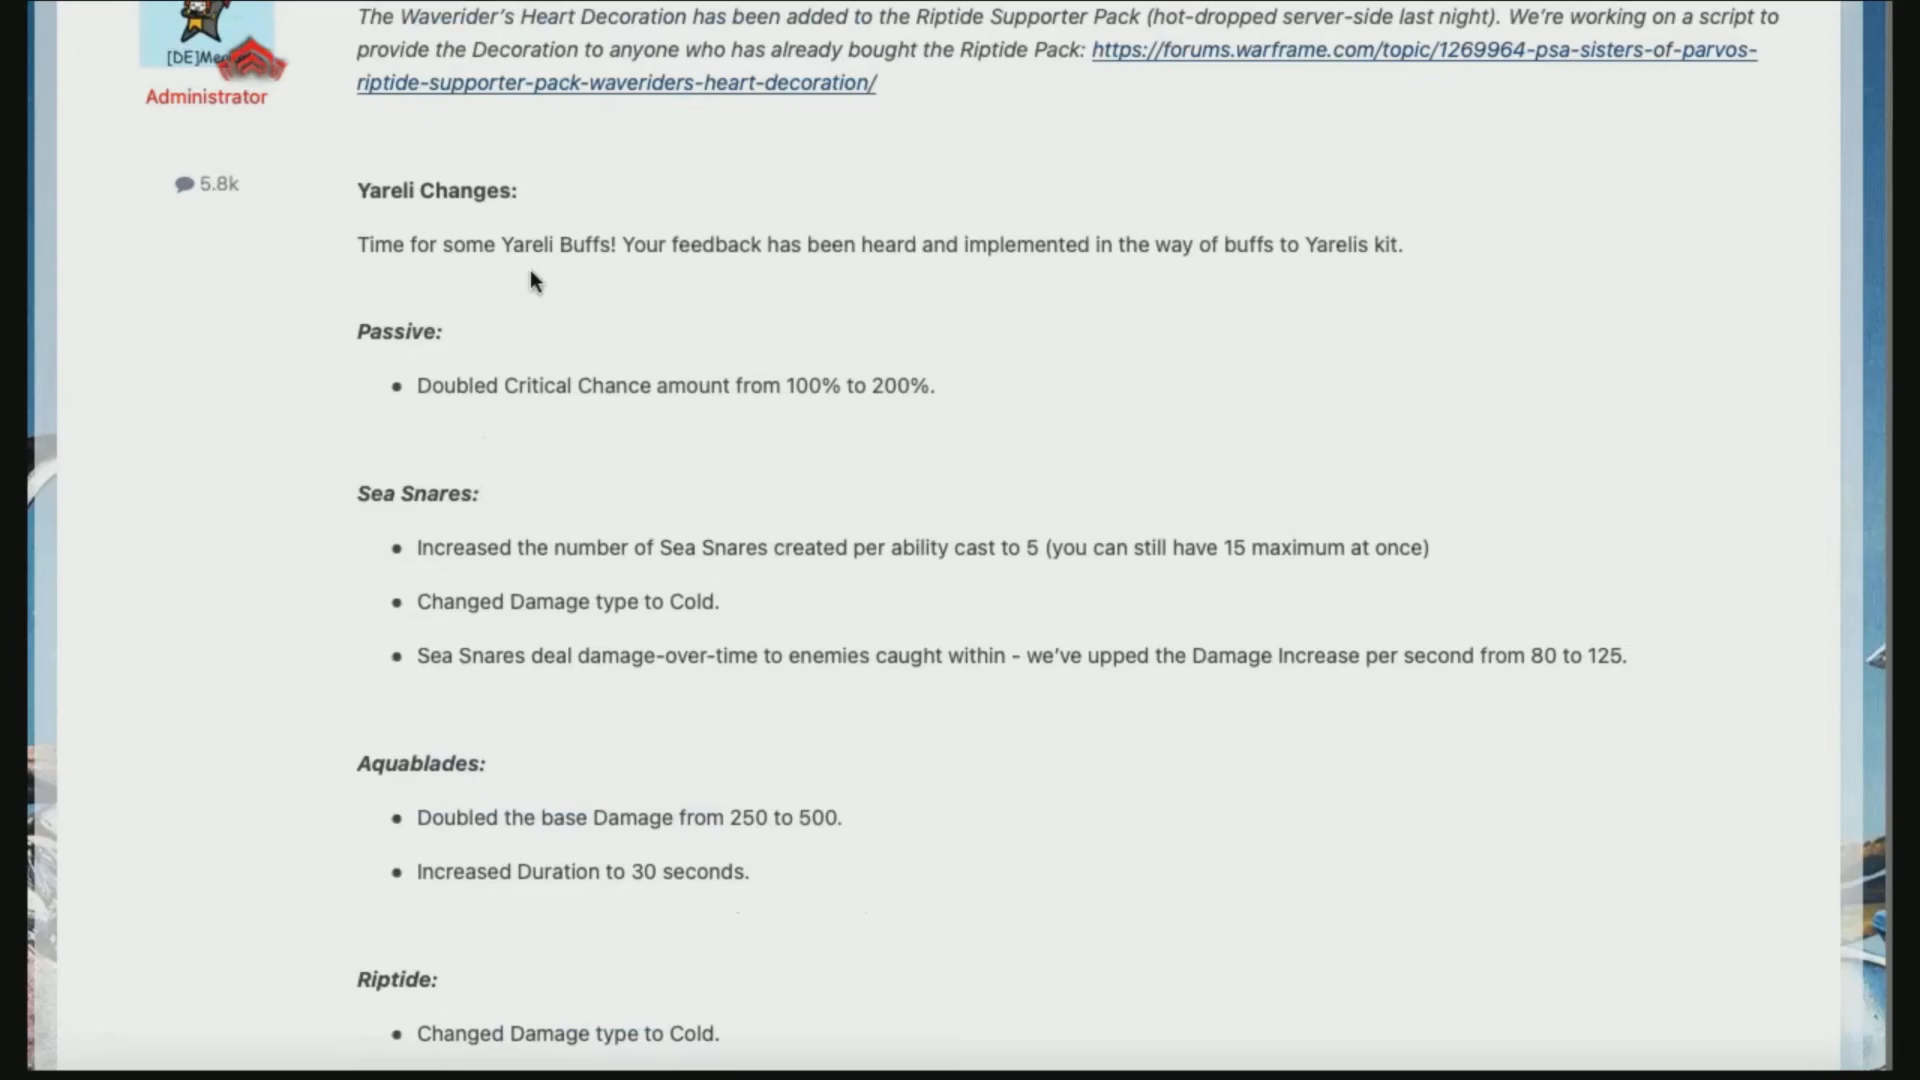 The Waverider's Heart Decoration has been added to the Riptide Supporter Pack (hot-dropped server-side last night). We're working on a script to
provide the Decoration to anyone who has already bought the Riptide Pack: https://forums.warframe.com/topic/1269964-psa-sisters-of-parvos-
riptide-supporter-pack-waveriders-heart-decoration/
Administrator
5.8k
Yareli Changes:
Time for some Yareli Buffs! Your feedback has been heard and implemented in the way of buffs to Yarelis kit.
Passive:
• Doubled Critical Chance amount from 100% to 200%.
Sea Snares:
• Increased the number of Sea Snares created per ability cast to 5 (you can still have 15 maximum at once)
• Changed Damage type to Cold.
• Sea Snares deal damage-over-time to enemies caught within - we've upped the Damage Increase per second from 80 to 125.
Aquablades:
• Doubled the base Damage from 250 to 500.
• Increased Duration to 30 seconds.
Riptide:
• Changed Damage type to Cold.